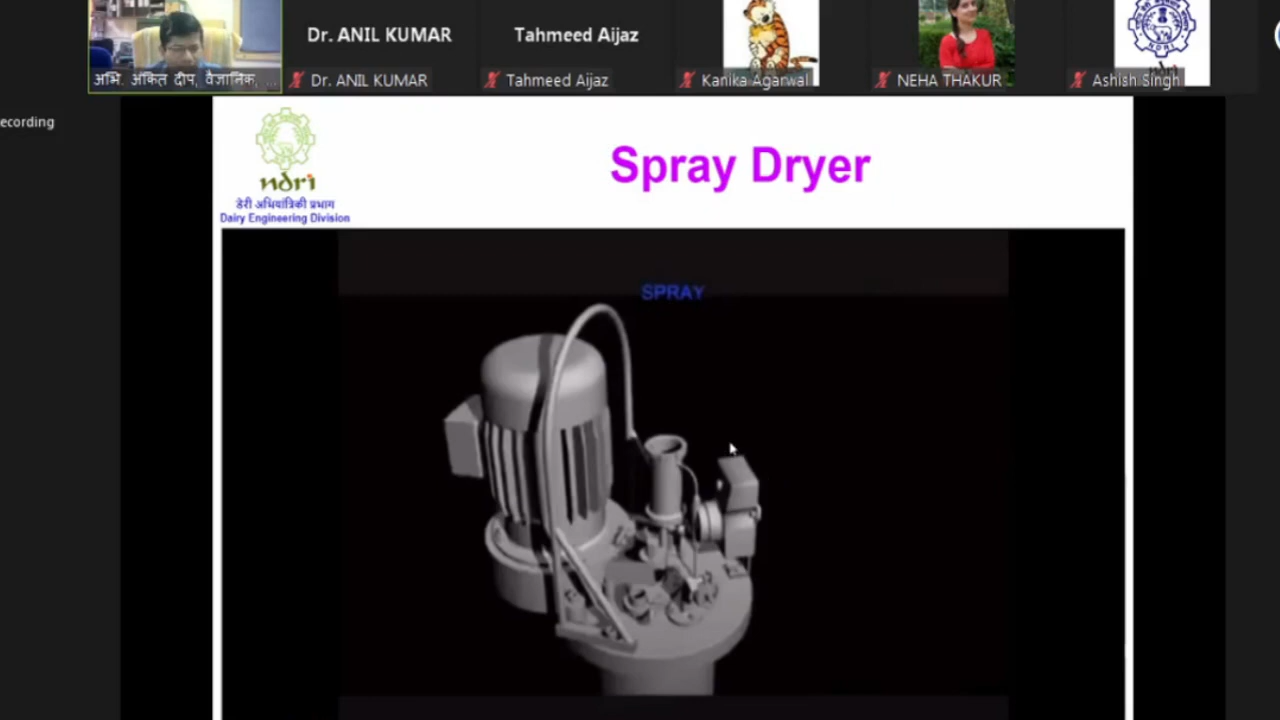 Dr. ANIL KUMAR
Tahmeed Aijaz
अभि. अंकित दीप, वैज्ञानिक, ...
Dr. ANIL KUMAR
Tahmeed Aijaz
Kanika Agarwal
NEHA THAKUR
Ashish Singh
ecording
ndri
डेरी अभियांत्रिकी प्रभाग
Dairy Engineering Division
Spray Dryer
SPRAY